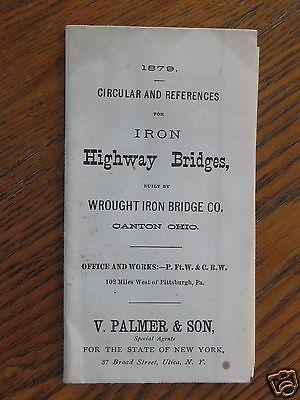 1879.
CIRCULAR AND REFERENCES
FOR
IRON
Highway Bridges,
BUILT BY
WROUGHT IRON BRIDGE CO.
CANTON OHIO.
OFFICE AND WORKS:—P. Ft. W. & C. R. W.
102 Miles West of Pittsburgh, Pa.
V. PALMER & SON,
Special Agents
FOR THE STATE OF NEW YORK,
37 Broad Street, Utica, N. Y.